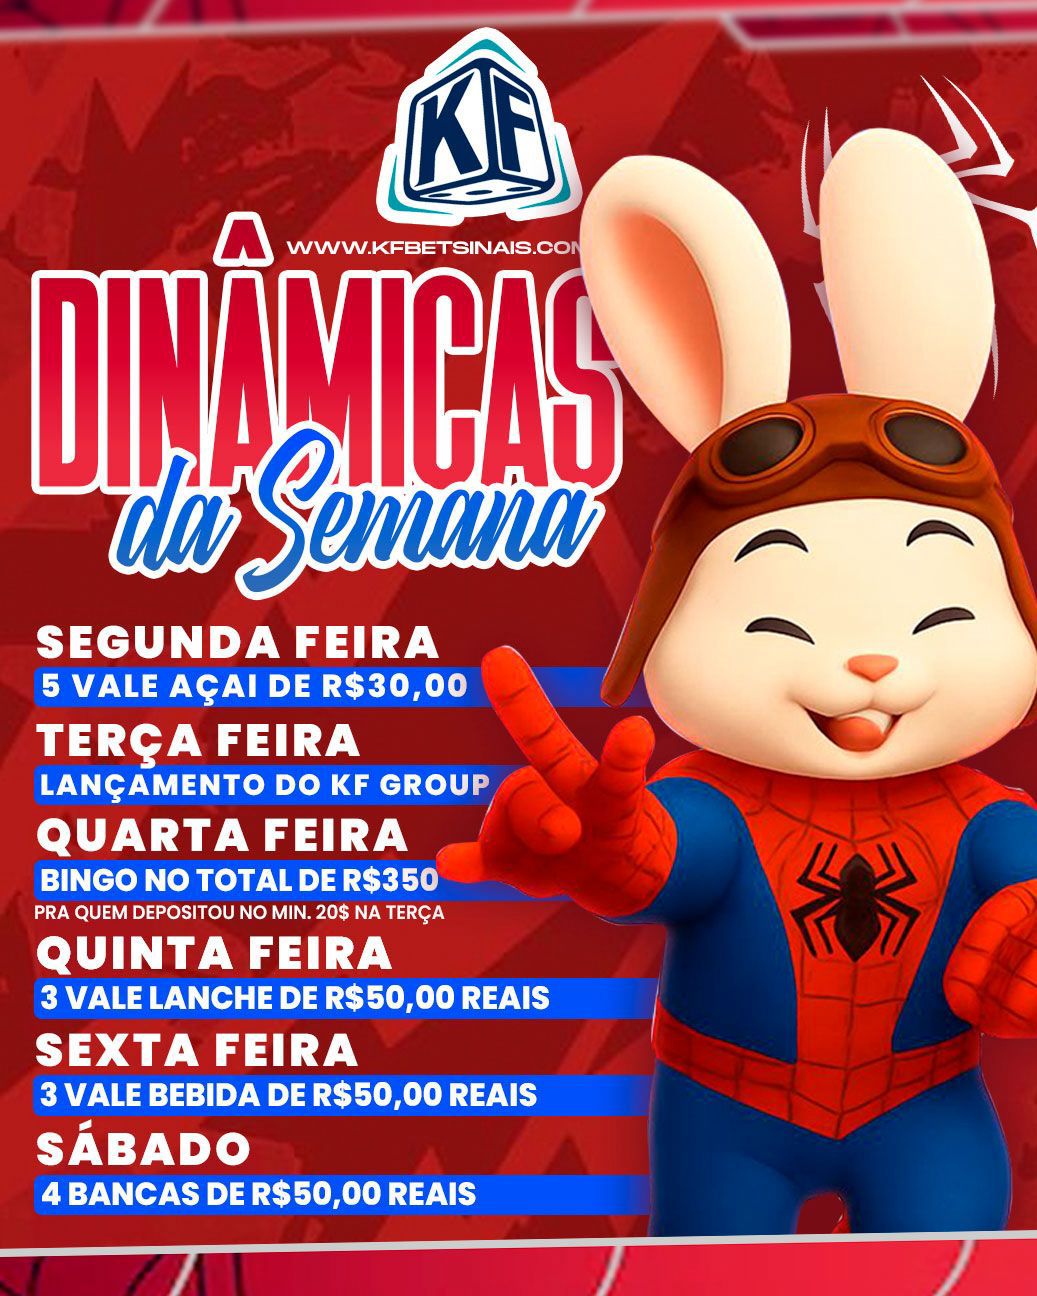 KF
WWW.KFBETSINAIS.COM
DINÂMICAS
da Semana
SEGUNDA FEIRA
5 VALE AÇAI DE R$30,00
TERÇA FEIRA
LANÇAMENTO DO KF GROUP
QUARTA FEIRA
BINGO NO TOTAL DE R$350
PRA QUEM DEPOSITOU NO MIN. 20$ NA TERÇA
QUINTA FEIRA
3 VALE LANCHE DE R$50,00 REAIS
SEXTA FEIRA
3 VALE BEBIDA DE R$50,00 REAIS
SÁBADO
4 BANCAS DE R$50,00 REAIS